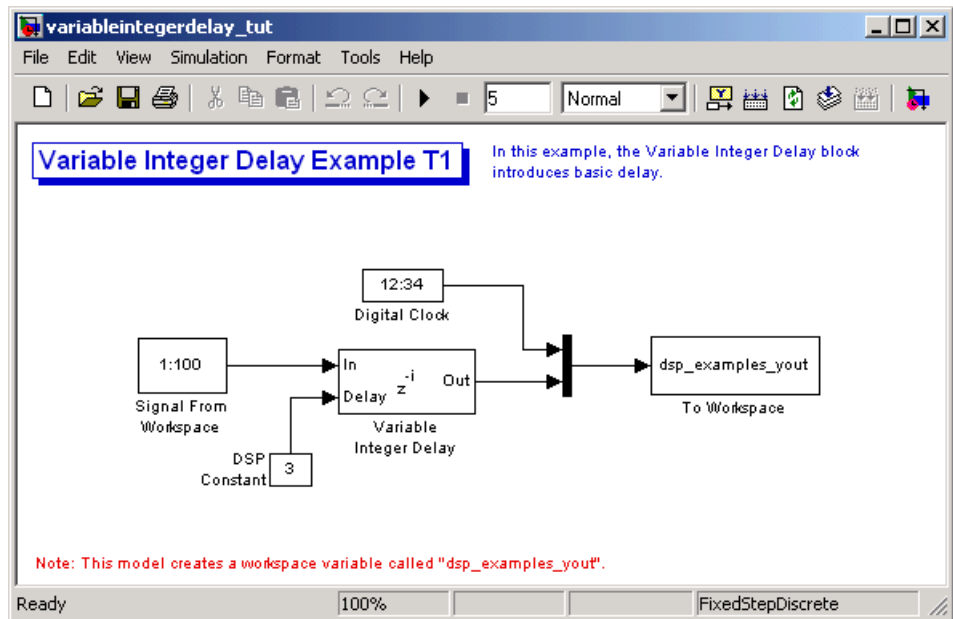 variableintegerdelay_tut
File Edit View Simulation Format Tools Help
5 Normal
Variable Integer Delay Example T1
In this example, the Variable Integer Delay block
introduces basic delay.
12:34
Digital Clock
1:100
Signal From
Workspace
In
Delay
z-i
Out
Variable
Integer Delay
DSP
Constant
3
dsp_examples_yout
To Workspace
Note: This model creates a workspace variable called "dsp_examples_yout".
Ready 100% FixedStepDiscrete